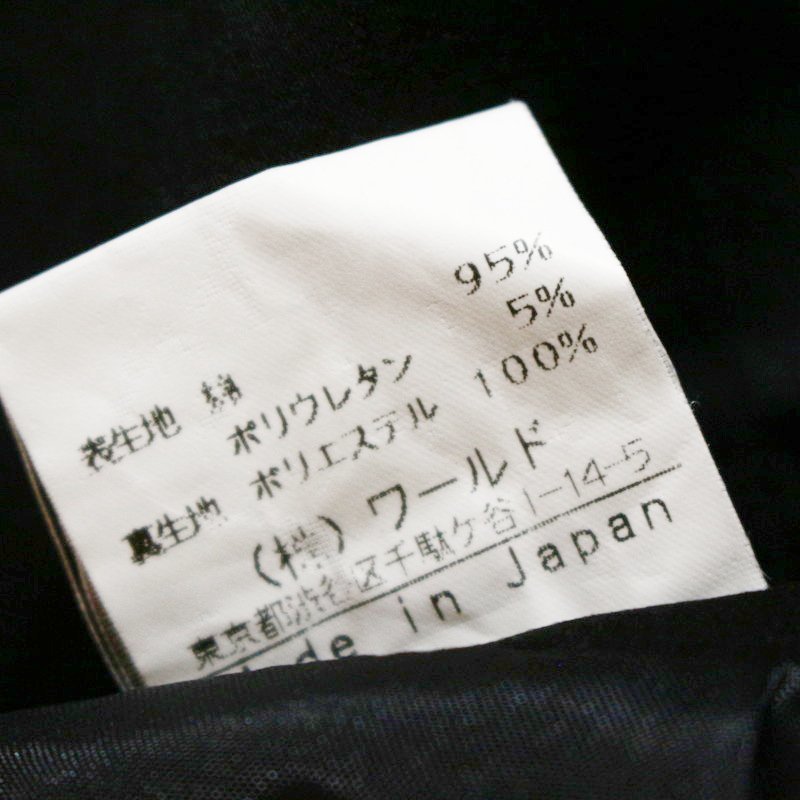 表生地 綿 95%
ポリウレタン 5%
裏生地 ポリエステル 100%
(株)ワールド
東京都渋谷区千駄ケ谷1-14-5
Made in Japan